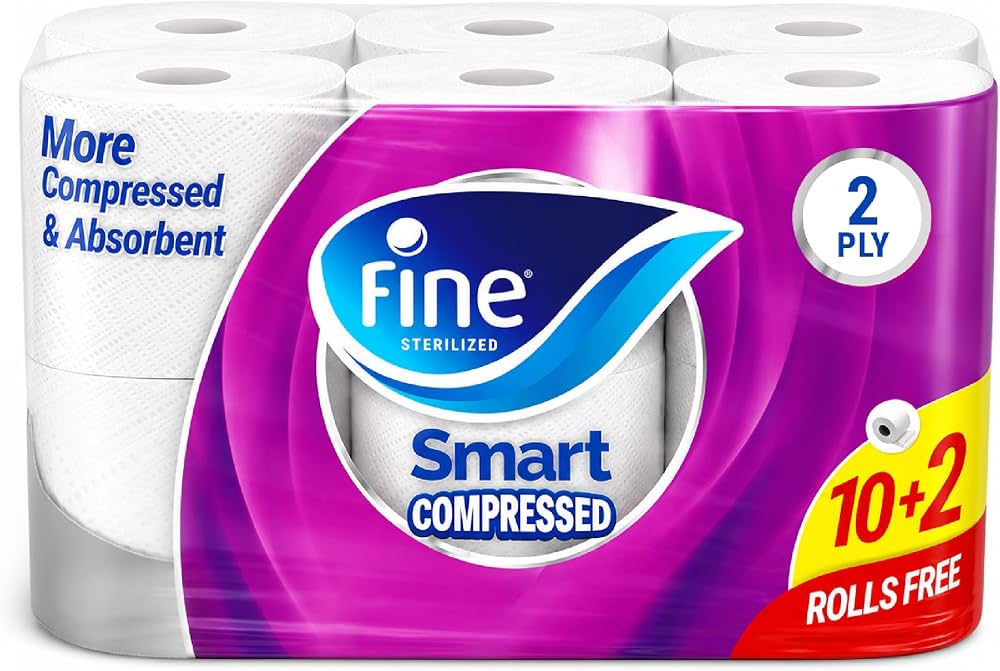 More
Compressed
& Absorbent
2
PLY
fine®
STERILIZED
Smart
COMPRESSED
10+2
ROLLS FREE